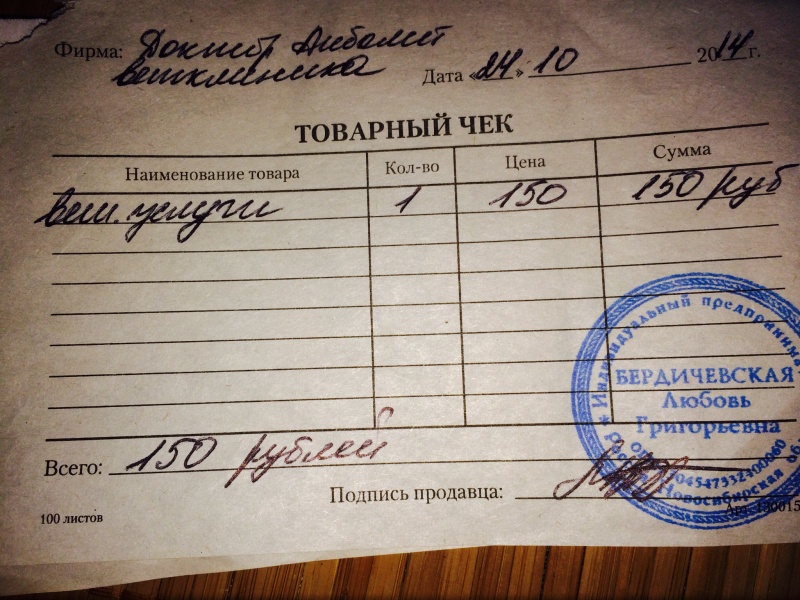 Фирма: Доктор Айболит
ветклиника
Дата «24» 10 2014 г.
ТОВАРНЫЙ ЧЕК
Наименование товара Кол-во Цена Сумма
вет. услуги 1 150 150 руб
Индивидуальный предпринима
БЕРДИЧЕВСКАЯ
Любовь
Григорьевна
Новосибирская
Всего: 150 рублей
Подпись продавца:
100 листов